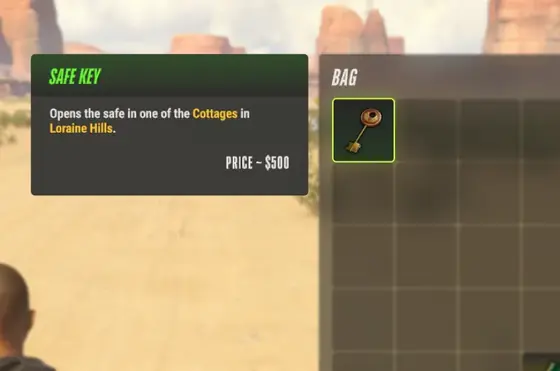 SAFE KEY
Opens the safe in one of the Cottages in
Loraine Hills.
PRICE ~ $500
BAG